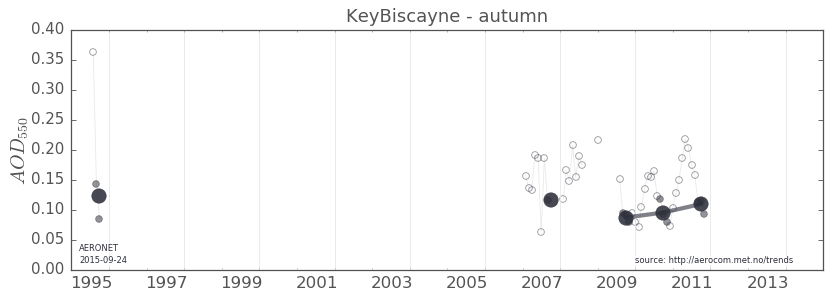 KeyBiscayne - autumn
0.40
0.35
0.30
0.25
0.20
0.15
0.10
0.05
0.00
AOD550
AERONET
2015-09-24
source: http://aerocom.met.no/trends
1995 1997 1999 2001 2003 2005 2007 2009 2011 2013